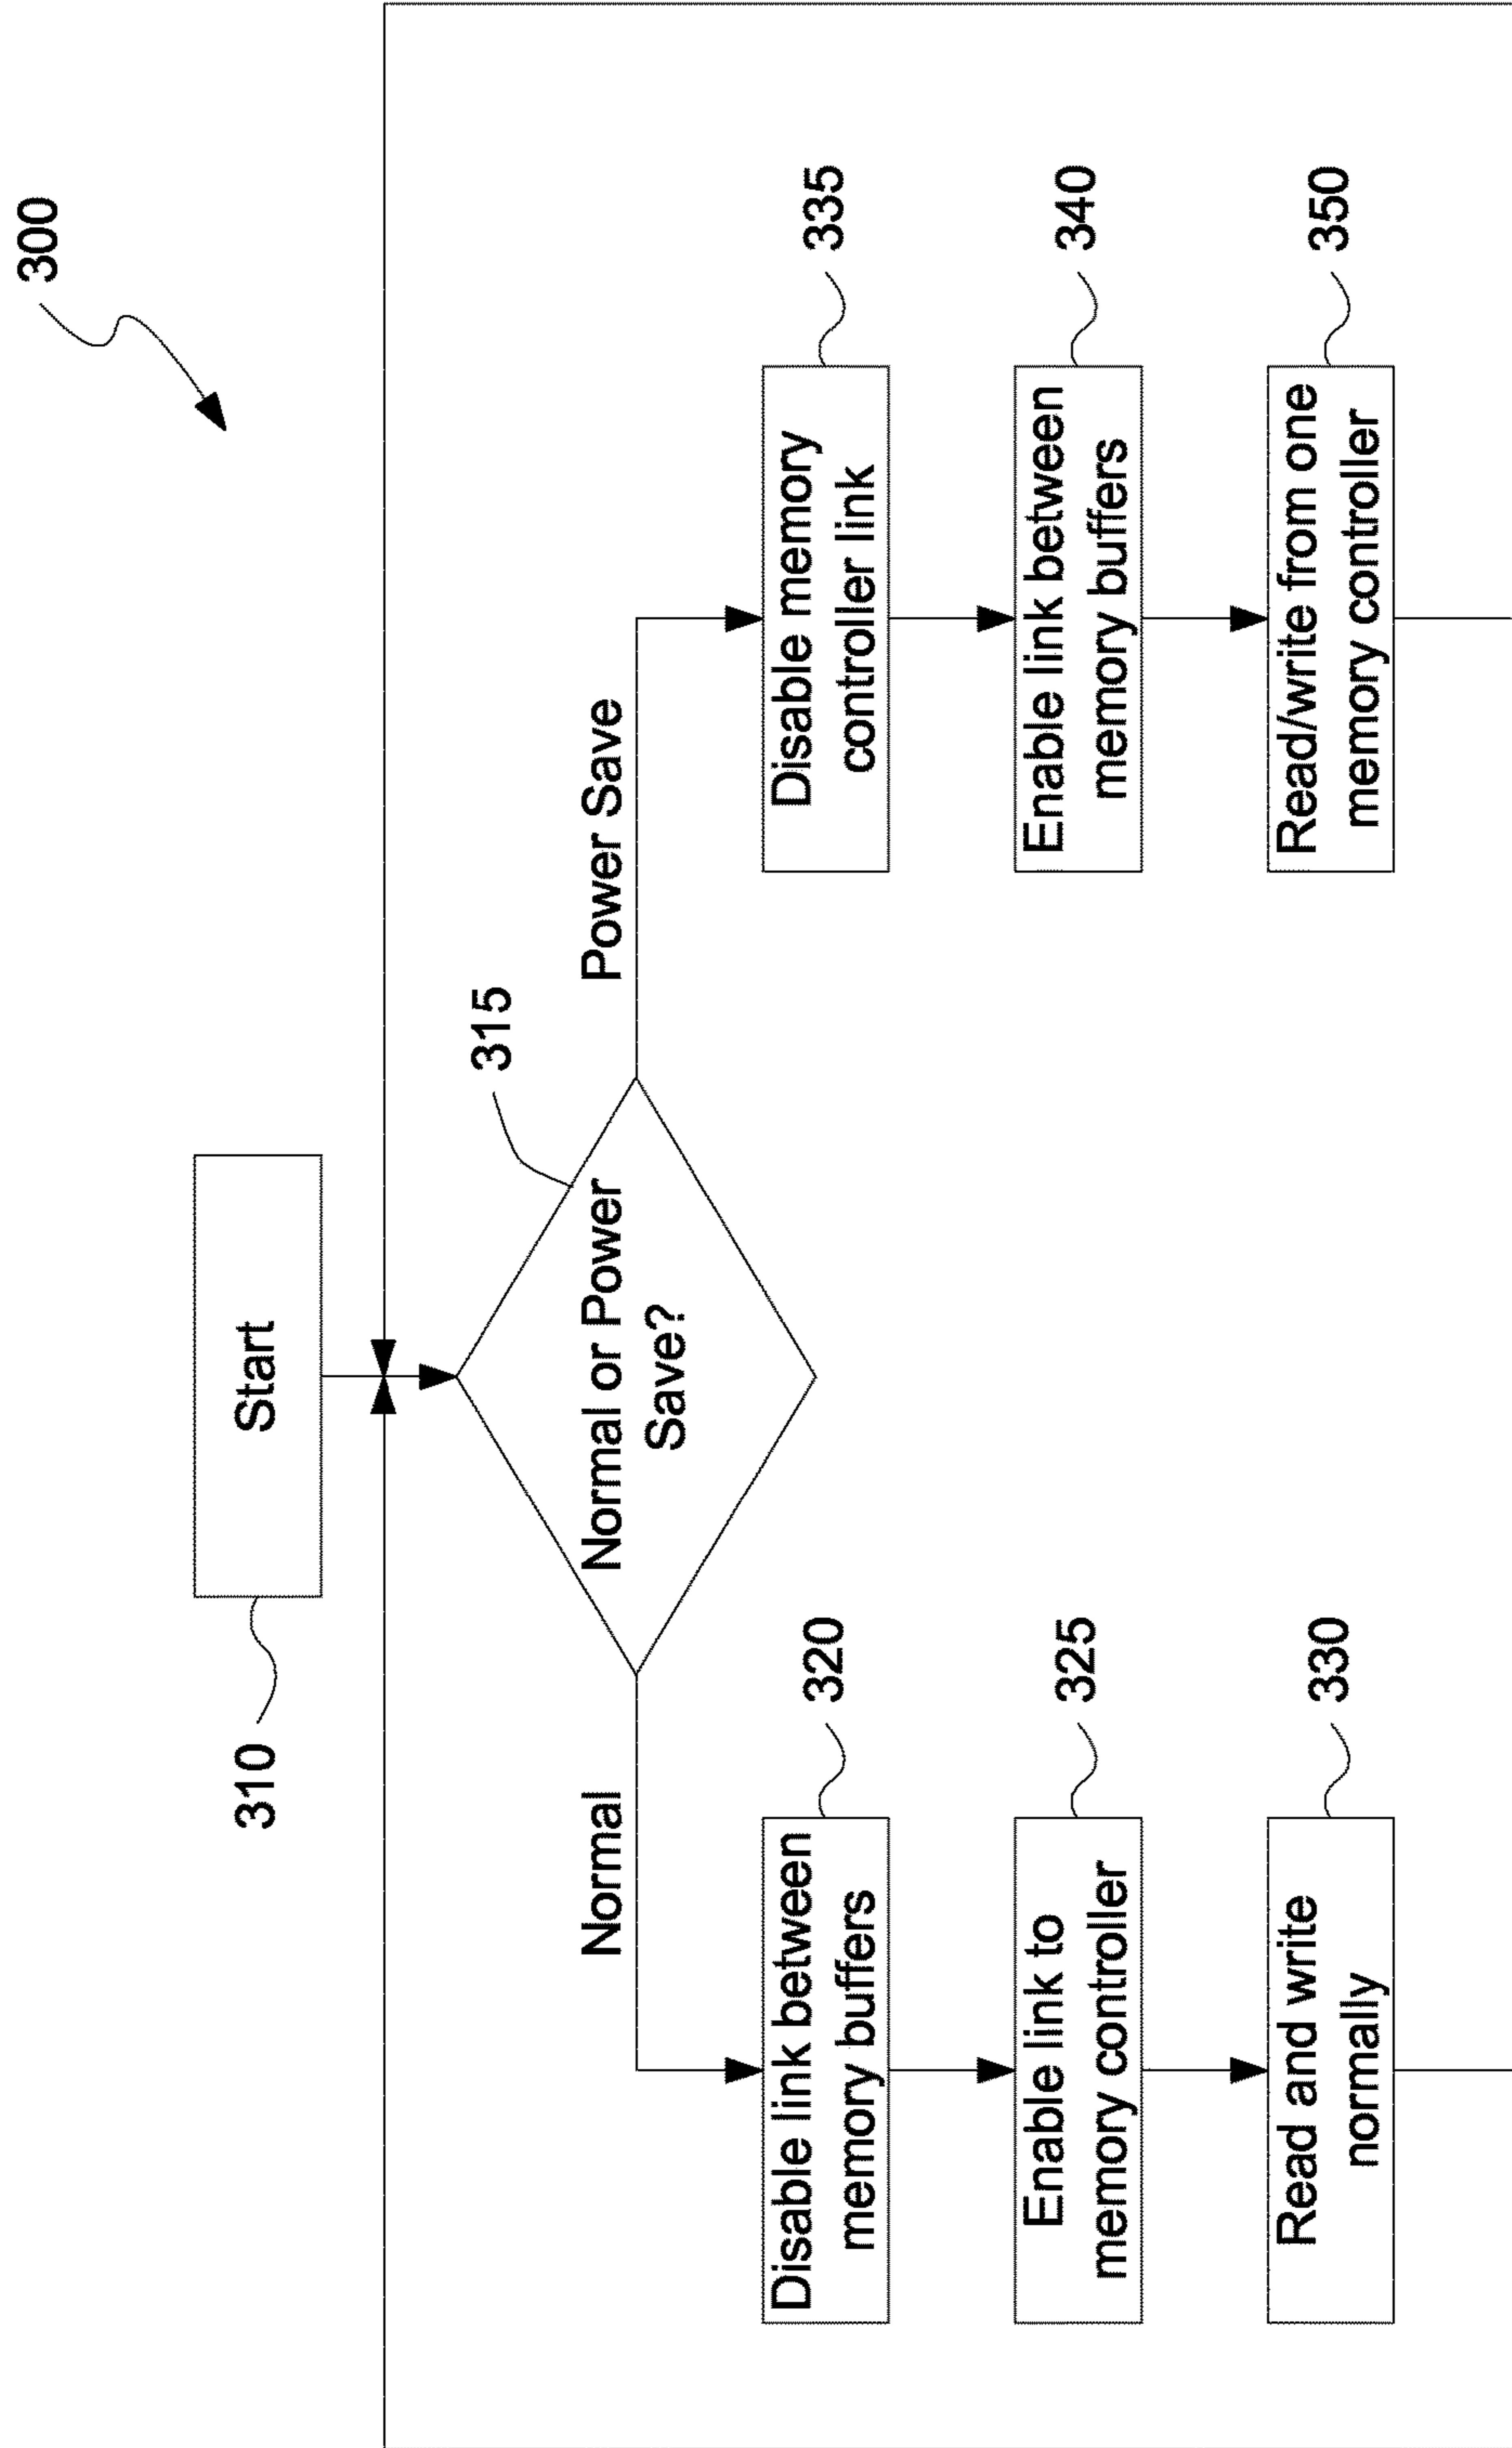 300
Start
310
315
Normal or Power
Save?
Normal
Power Save
Disable link between
memory buffers
320
Enable link to
memory controller
325
Read and write
normally
330
Disable memory
controller link
335
Enable link between
memory buffers
340
Read/write from one
memory controller
350